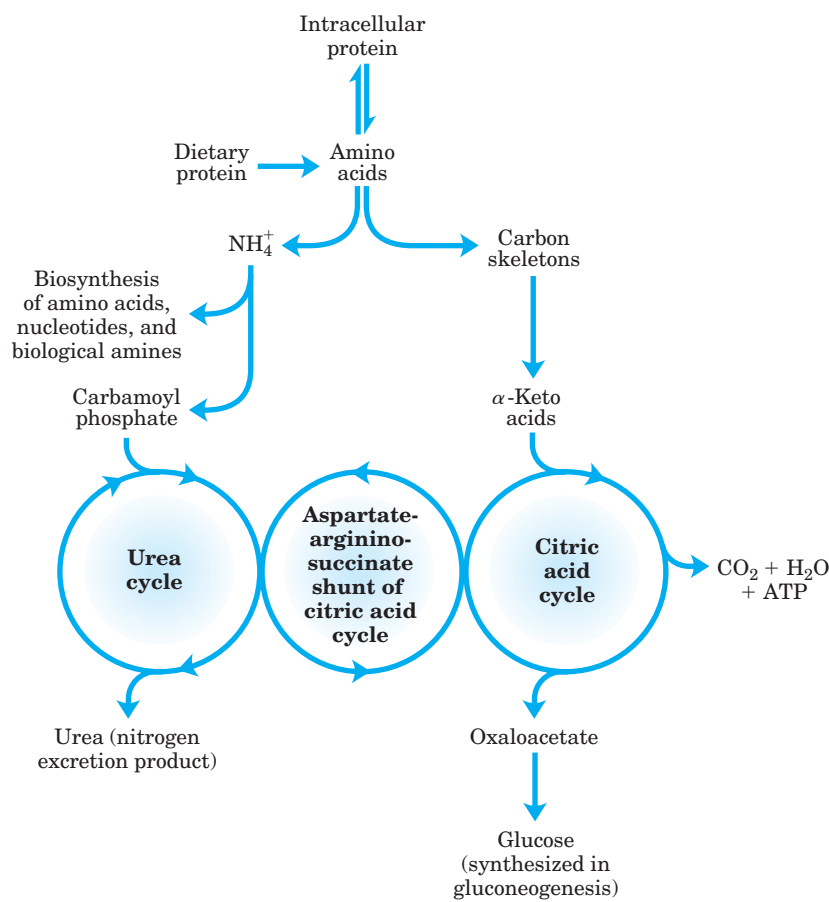 Intracellular
protein
Dietary
protein
Amino
acids
NH₄⁺
Carbon
skeletons
Biosynthesis
of amino acids,
nucleotides, and
biological amines
Carbamoyl
phosphate
α-Keto
acids
Urea
cycle
Aspartate-
arginino-
succinate
shunt of
citric acid
cycle
Citric
acid
cycle
CO₂ + H₂O
+ ATP
Urea (nitrogen
excretion product)
Oxaloacetate
Glucose
(synthesized in
gluconeogenesis)